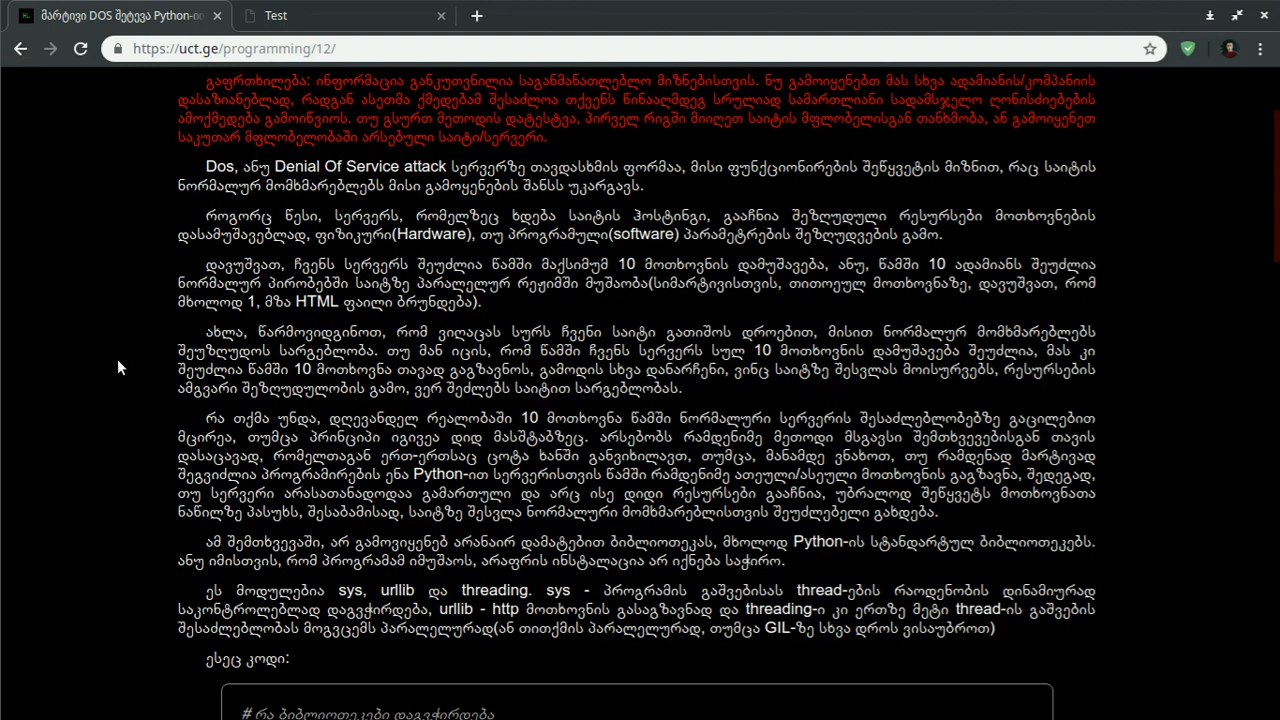 მარტივი DOS შეტევა Python-ით
Test
https://uct.ge/programming/12/
გაფრთხილება: ინფორმაცია განკუთვნილია საგანმანათლებლო მიზნებისთვის. ნუ გამოიყენებთ მას სხვა ადამიანის/კომპანიის
დასაზიანებლად, რადგან ასეთმა ქმედებამ შესაძლოა თქვენს წინააღმდეგ სრულიად სამართლიანი სადამსჯელო ღონისძიებების
ამოქმედება გამოიწვიოს. თუ გსურთ მეთოდის დატესტვა, პირველ რიგში მიიღეთ საიტის მფლობელისგან თანხმობა, ან გამოიყენეთ
საკუთარ მფლობელობაში არსებული საიტი/სერვერი.
Dos, ანუ Denial Of Service attack სერვერზე თავდასხმის ფორმაა, მისი ფუნქციონირების შეწყვეტის მიზნით, რაც საიტის
ნორმალურ მომხმარებლებს მისი გამოყენების შანსს უკარგავს.
როგორც წესი, სერვერს, რომელზეც ხდება საიტის ჰოსტინგი, გააჩნია შეზღუდული რესურსები მოთხოვნების
დასამუშავებლად, ფიზიკური(Hardware), თუ პროგრამული(software) პარამეტრების შეზღუდვების გამო.
დავუშვათ, ჩვენს სერვერს შეუძლია წამში მაქსიმუმ 10 მოთხოვნის დამუშავება, ანუ, წამში 10 ადამიანს შეუძლია
ნორმალურ პირობებში საიტზე პარალელურ რეჟიმში მუშაობა(სიმარტივისთვის, თითოეულ მოთხოვნაზე, დავუშვათ, რომ
მხოლოდ 1, მზა HTML ფაილი ბრუნდება).
ახლა, წარმოვიდგინოთ, რომ ვიღაცას სურს ჩვენი საიტი გათიშოს დროებით, მისით ნორმალურ მომხმარებლებს
შეუზღუდოს სარგებლობა. თუ მან იცის, რომ წამში ჩვენს სერვერს სულ 10 მოთხოვნის დამუშავება შეუძლია, მას კი
შეუძლია წამში 10 მოთხოვნა თავად გაგზავნოს, გამოდის სხვა დანარჩენი, ვინც საიტზე შესვლას მოისურვებს, რესურსების
ამგვარი შეზღუდულობის გამო, ვერ შეძლებს საიტით სარგებლობას.
რა თქმა უნდა, დღევანდელ რეალობაში 10 მოთხოვნა წამში ნორმალური სერვერის შესაძლებლობებზე გაცილებით
მცირეა, თუმცა პრინციპი იგივეა დიდ მასშტაბზეც. არსებობს რამდენიმე მეთოდი მსგავსი შემთხვევებისგან თავის
დასაცავად, რომელთაგან ერთ-ერთსაც ცოტა ხანში განვიხილავთ, თუმცა, მანამდე ვნახოთ, თუ რამდენად მარტივად
შეგვიძლია პროგრამირების ენა Python-ით სერვერისთვის წამში რამდენიმე ათეული/ასეული მოთხოვნის გაგზავნა, შედეგად,
თუ სერვერი არასათანადოდაა გამართული და არც ისე დიდი რესურსები გააჩნია, უბრალოდ შეწყვეტს მოთხოვნათა
ნაწილზე პასუხს, შესაბამისად, საიტზე შესვლა ნორმალური მომხმარებლისთვის შეუძლებელი გახდება.
ამ შემთხვევაში, არ გამოვიყენებ არანაირ დამატებით ბიბლიოთეკას, მხოლოდ Python-ის სტანდარტულ ბიბლიოთეკებს.
ანუ იმისთვის, რომ პროგრამამ იმუშაოს, არაფრის ინსტალაცია არ იქნება საჭირო.
ეს მოდულებია sys, urllib და threading. sys - პროგრამის გაშვებისას thread-ების რაოდენობის დინამიურად
საკონტროლებლად დაგვჭირდება, urllib - http მოთხოვნის გასაგზავნად და threading-ი კი ერთზე მეტი thread-ის გაშვების
შესაძლებლობას მოგვცემს პარალელურად(ან თითქმის პარალელურად, თუმცა GIL-ზე სხვა დროს ვისაუბროთ)
ესეც კოდი:
# რა ბიბლიოთეკები დაგვჭირდება